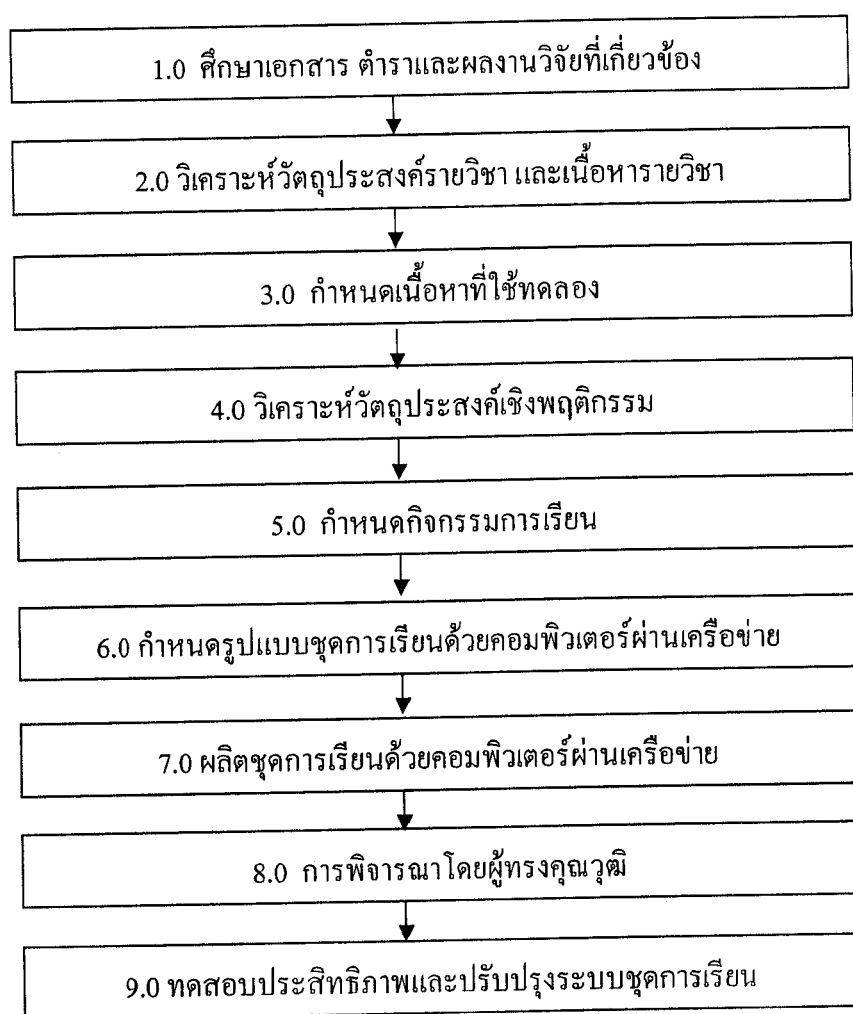 1.0 ศึกษาเอกสาร ตำราและผลงานวิจัยที่เกี่ยวข้อง
2.0 วิเคราะห์วัตถุประสงค์รายวิชา และเนื้อหารายวิชา
3.0 กำหนดเนื้อหาที่ใช้ทดลอง
4.0 วิเคราะห์วัตถุประสงค์เชิงพฤติกรรม
5.0 กำหนดกิจกรรมการเรียน
6.0 กำหนดรูปแบบชุดการเรียนด้วยคอมพิวเตอร์ผ่านเครือข่าย
7.0 ผลิตชุดการเรียนด้วยคอมพิวเตอร์ผ่านเครือข่าย
8.0 การพิจารณาโดยผู้ทรงคุณวุฒิ
9.0 ทดสอบประสิทธิภาพและปรับปรุงระบบชุดการเรียน